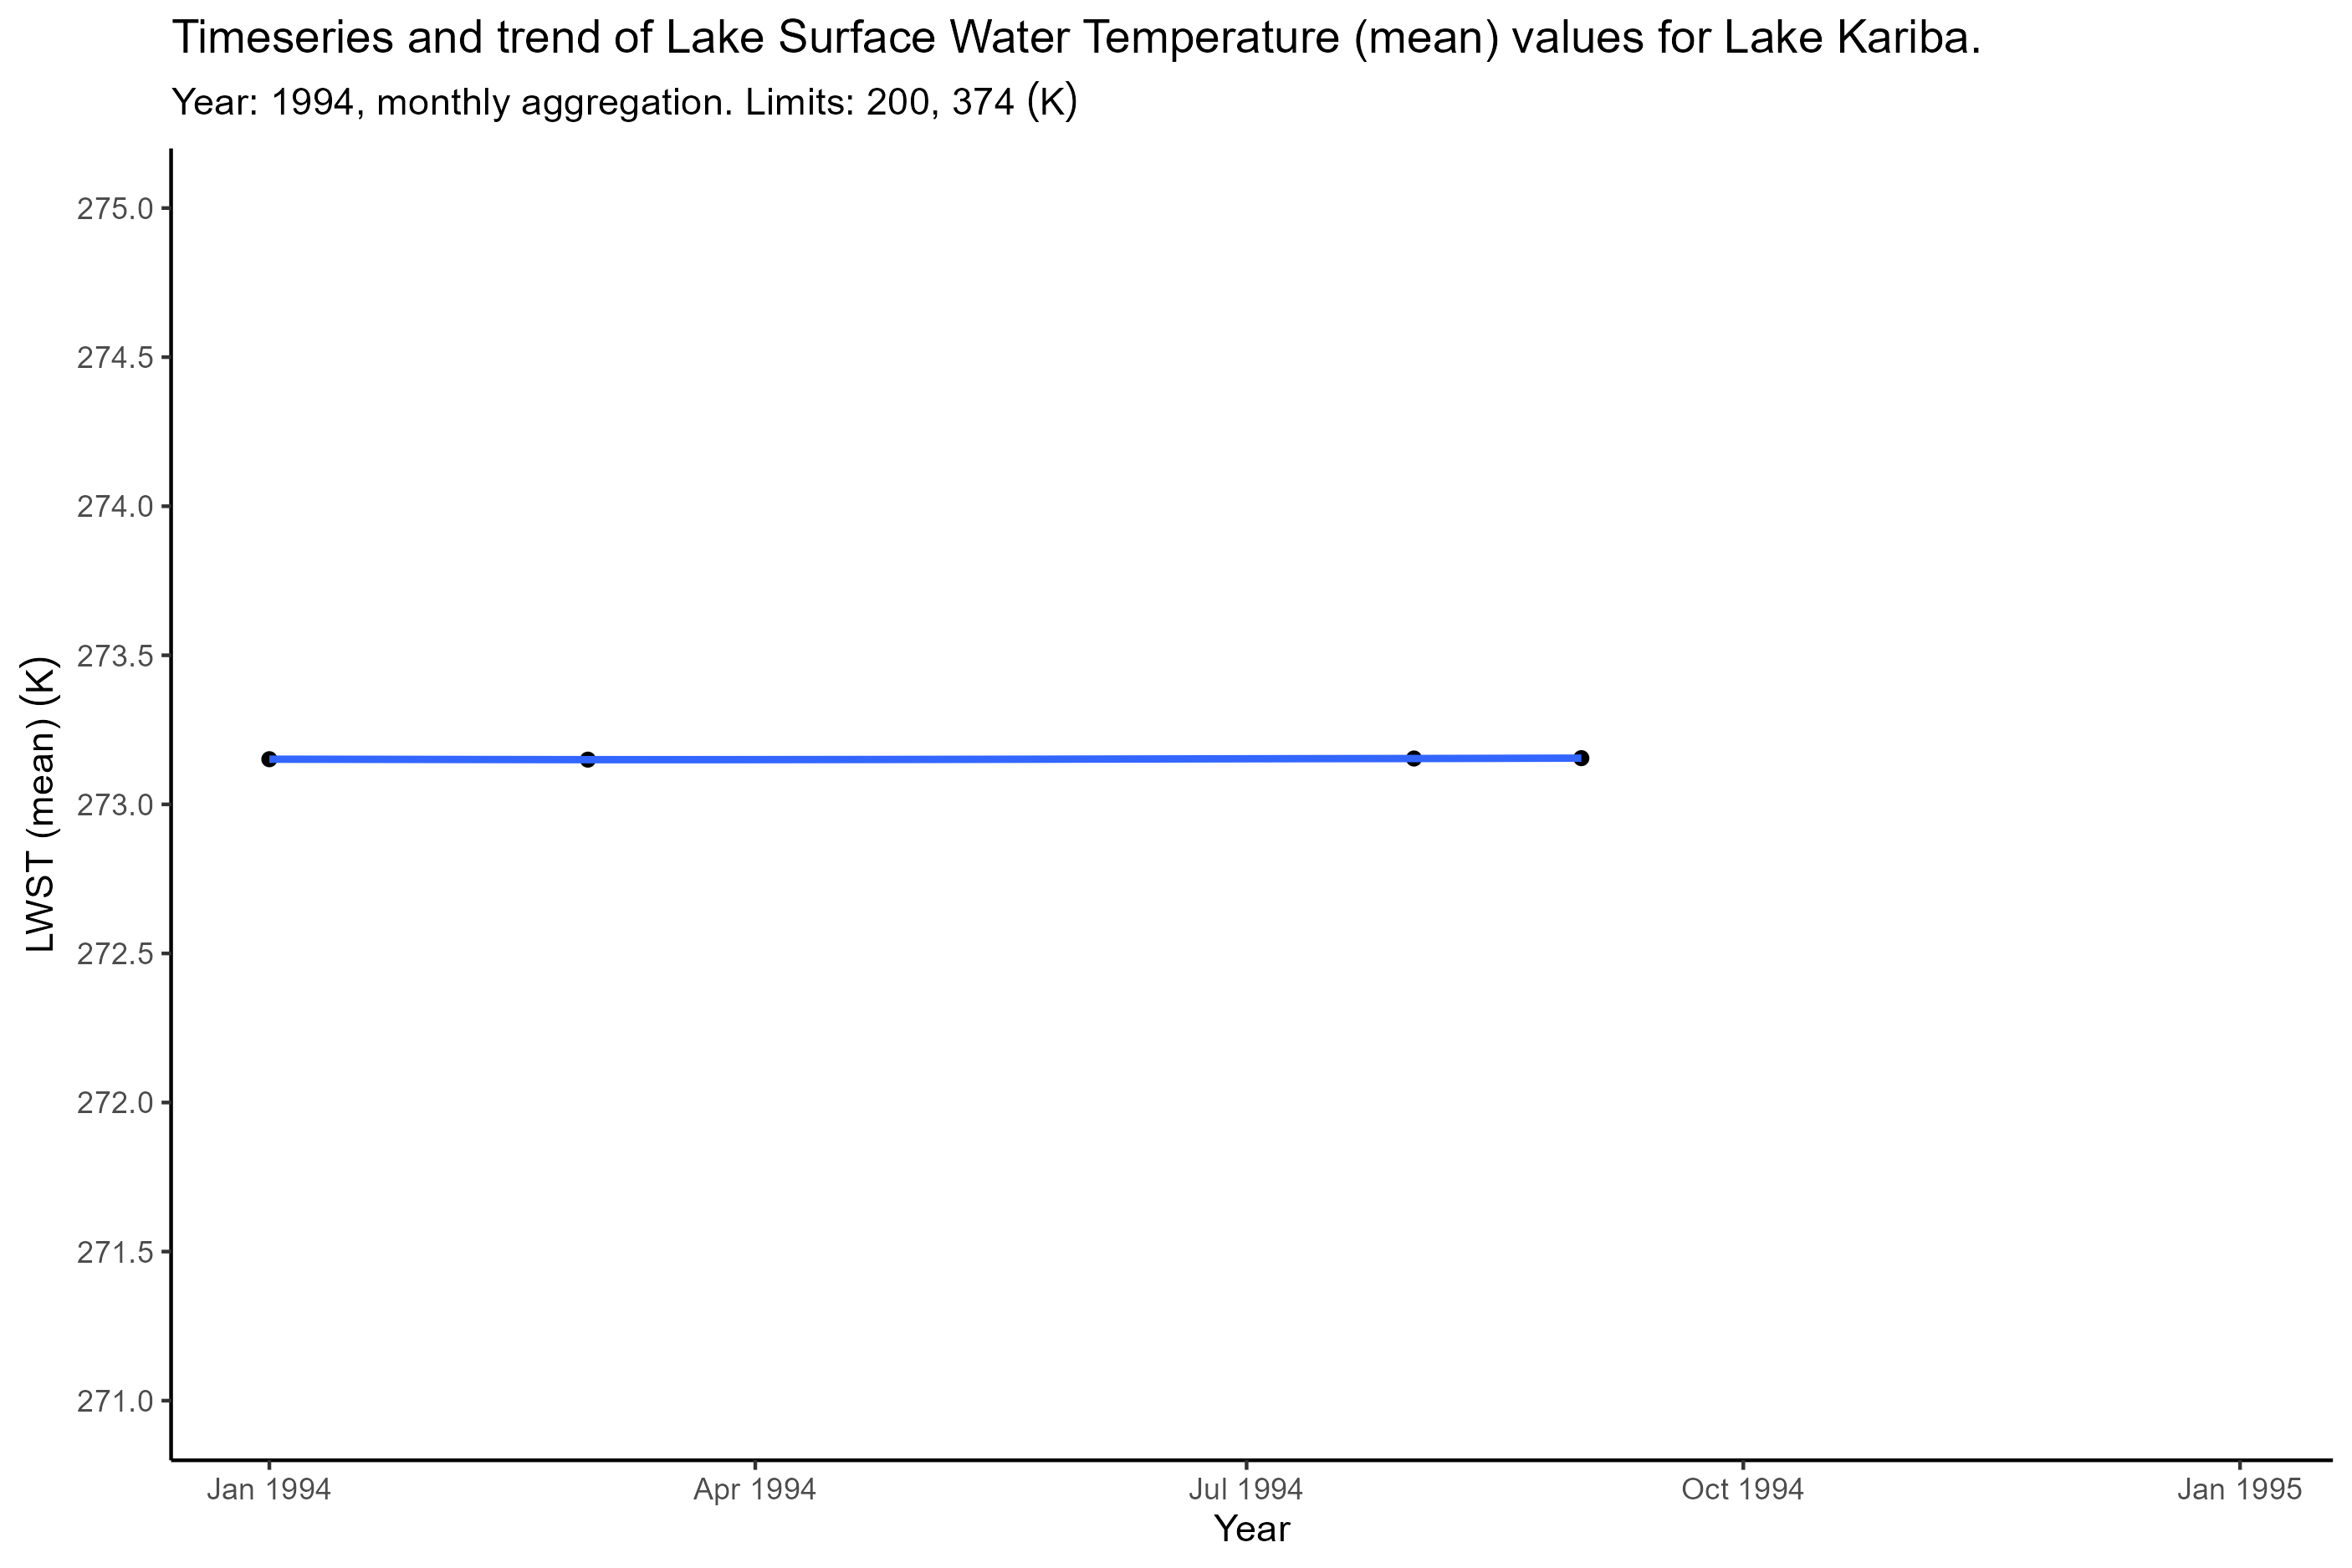 Timeseries and trend of Lake Surface Water Temperature (mean) values for Lake Kariba.
Year: 1994, monthly aggregation. Limits: 200, 374 (K)
LWST (mean) (K)
275.0
274.5
274.0
273.5
273.0
272.5
272.0
271.5
271.0
Jan 1994 Apr 1994 Jul 1994 Oct 1994 Jan 1995
Year